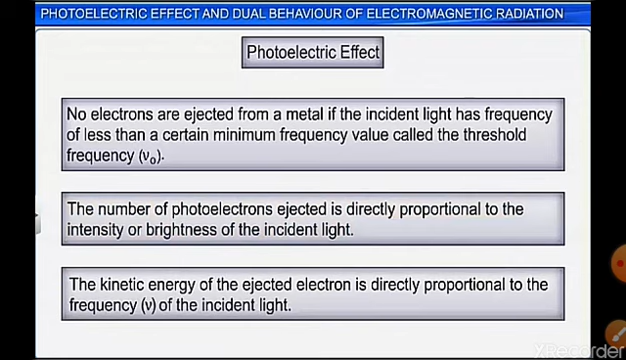 PHOTOELECTRIC EFFECT AND DUAL BEHAVIOUR OF ELECTROMAGNETIC RADIATION
Photoelectric Effect
No electrons are ejected from a metal if the incident light has frequency
of less than a certain minimum frequency value called the threshold
frequency (ν₀).
The number of photoelectrons ejected is directly proportional to the
intensity or brightness of the incident light.
The kinetic energy of the ejected electron is directly proportional to the
frequency (ν) of the incident light.
XRecorder